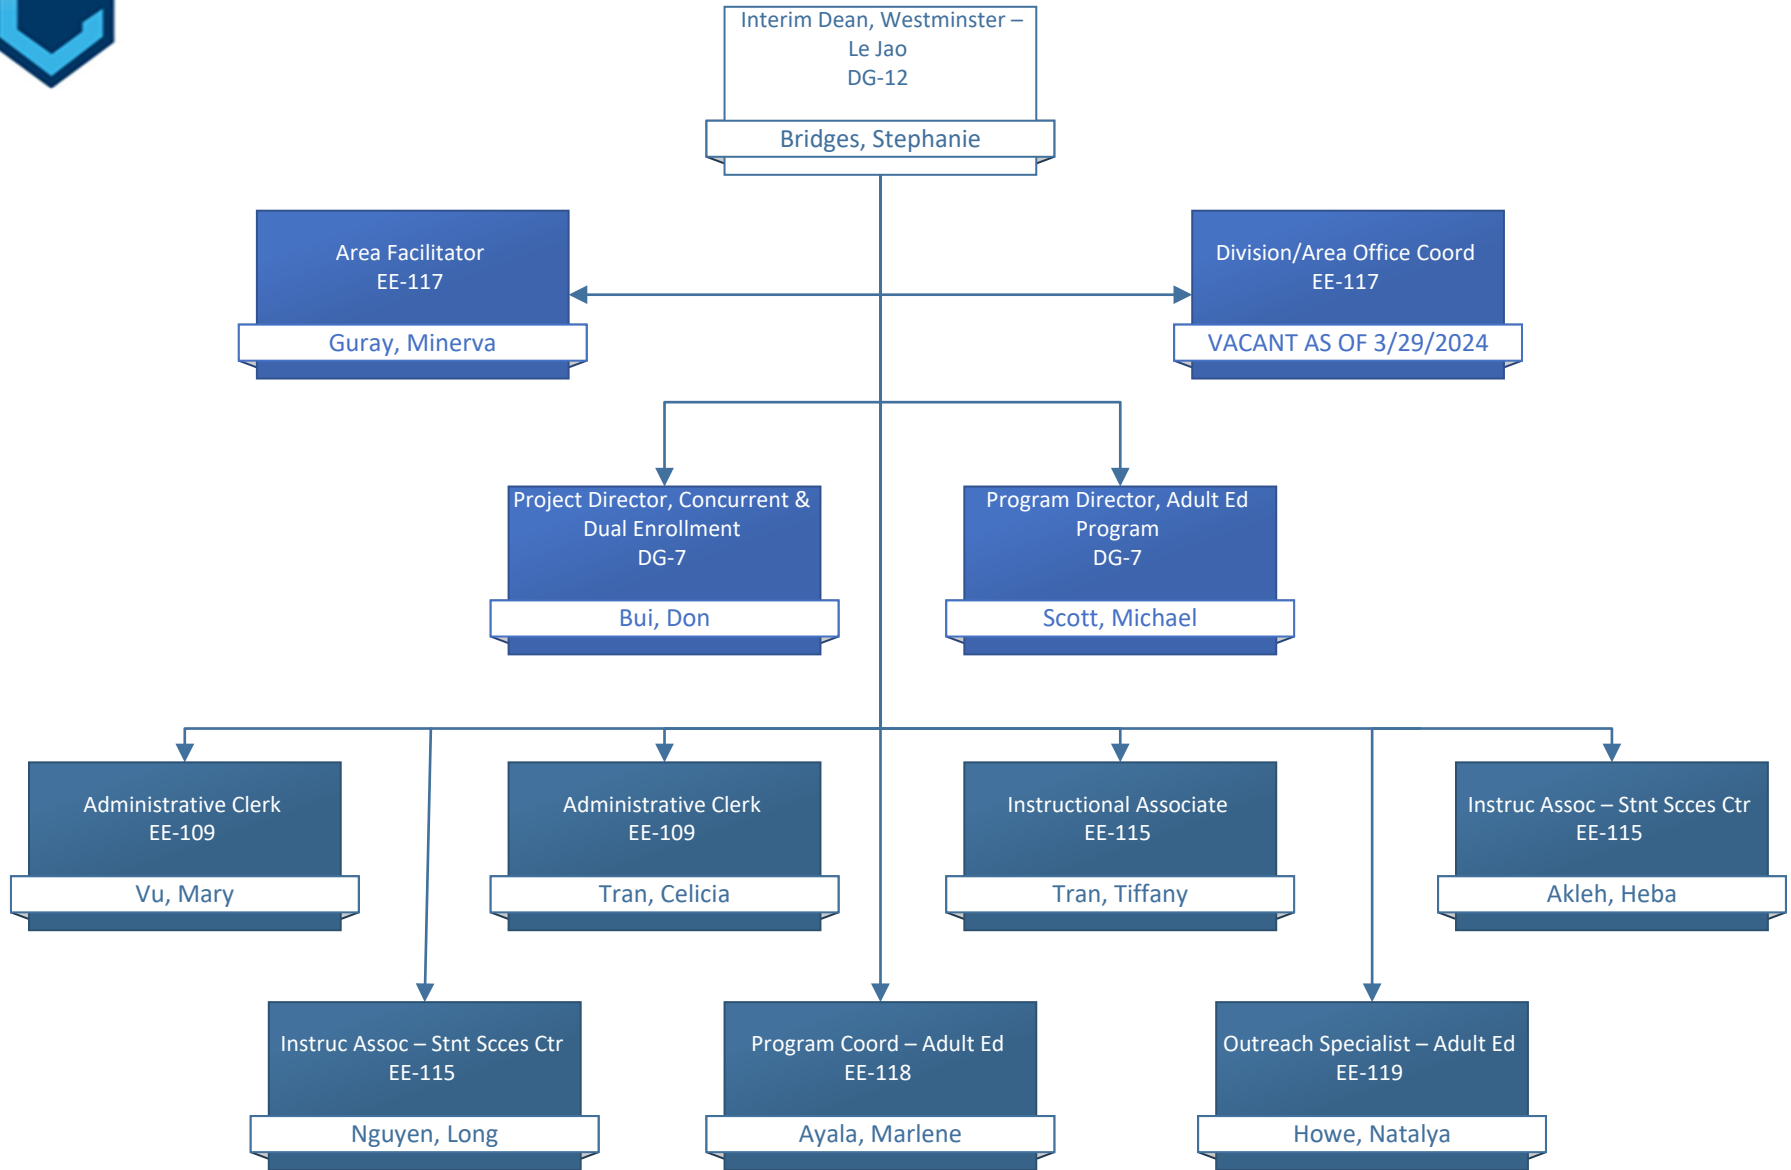 Interim Dean, Westminster –
Le Jao
DG-12
Bridges, Stephanie
Area Facilitator
EE-117
Guray, Minerva
Division/Area Office Coord
EE-117
VACANT AS OF 3/29/2024
Project Director, Concurrent &
Dual Enrollment
DG-7
Bui, Don
Program Director, Adult Ed
Program
DG-7
Scott, Michael
Administrative Clerk
EE-109
Vu, Mary
Administrative Clerk
EE-109
Tran, Celicia
Instructional Associate
EE-115
Tran, Tiffany
Instruc Assoc – Stnt Scces Ctr
EE-115
Akleh, Heba
Instruc Assoc – Stnt Scces Ctr
EE-115
Nguyen, Long
Program Coord – Adult Ed
EE-118
Ayala, Marlene
Outreach Specialist – Adult Ed
EE-119
Howe, Natalya